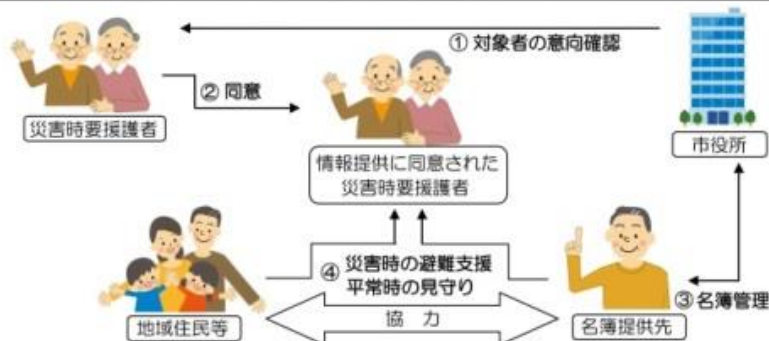 ① 対象者の意向確認
② 同意
災害時要援護者
市役所
情報提供に同意された
災害時要援護者
④ 災害時の避難支援
平常時の見守り
③ 名簿管理
協 力
地域住民等
名簿提供先